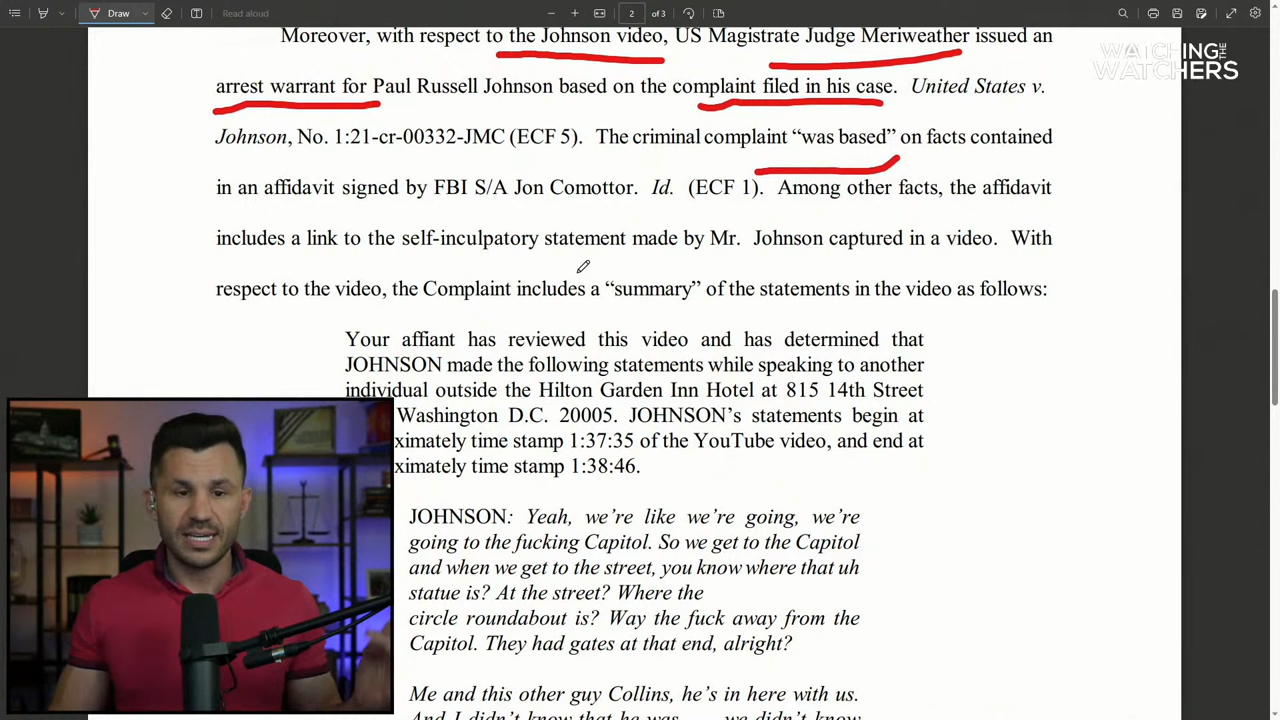 Draw
Read aloud
2
of 3
WATCHING THE
WATCHERS
Moreover, with respect to the Johnson video, US Magistrate Judge Meriweather issued an
arrest warrant for Paul Russell Johnson based on the complaint filed in his case. United States v.
Johnson, No. 1:21-cr-00332-JMC (ECF 5). The criminal complaint “was based” on facts contained
in an affidavit signed by FBI S/A Jon Comottor. Id. (ECF 1). Among other facts, the affidavit
includes a link to the self-inculpatory statement made by Mr. Johnson captured in a video. With
respect to the video, the Complaint includes a “summary” of the statements in the video as follows:
Your affiant has reviewed this video and has determined that
JOHNSON made the following statements while speaking to another
individual outside the Hilton Garden Inn Hotel at 815 14th Street
Washington D.C. 20005. JOHNSON’s statements begin at
ximately time stamp 1:37:35 of the YouTube video, and end at
ximately time stamp 1:38:46.
JOHNSON: Yeah, we’re like we’re going, we’re
going to the fucking Capitol. So we get to the Capitol
and when we get to the street, you know where that uh
statue is? At the street? Where the
circle roundabout is? Way the fuck away from the
Capitol. They had gates at that end, alright?
Me and this other guy Collins, he’s in here with us.
And I didn’t know that he was we didn’t know